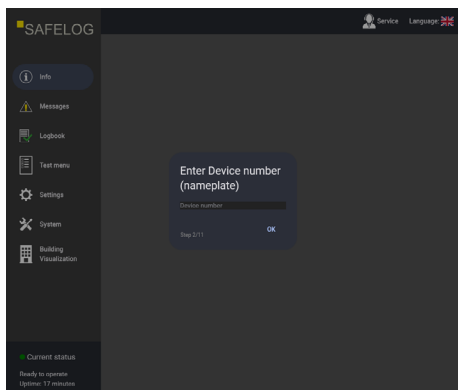 SAFELOG
Service Language:
Info
Messages
Logbook
Test menu
Settings
System
Building
Visualization
Enter Device number
(nameplate)
Device number
Step 2/11 OK
Current status
Ready to operate
Uptime: 17 minutes